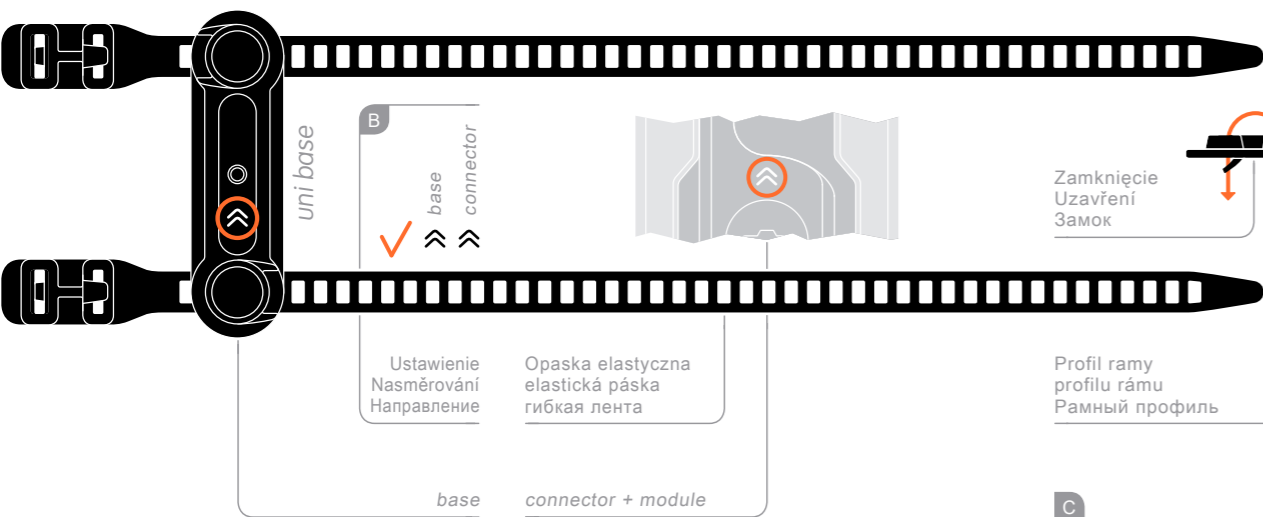 uni base
B
base
connector
Zamknięcie
Uzavření
Замок
Ustawienie
Nasměrování
Направление
Opaska elastyczna
elastická páska
гибкая лента
Profil ramy
profilu rámu
Рамный профиль
base
connector + module
C